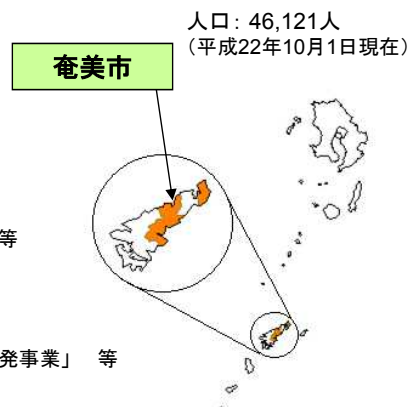 人口：46,121人
（平成22年10月1日現在）
奄美市
等
発事業」　等